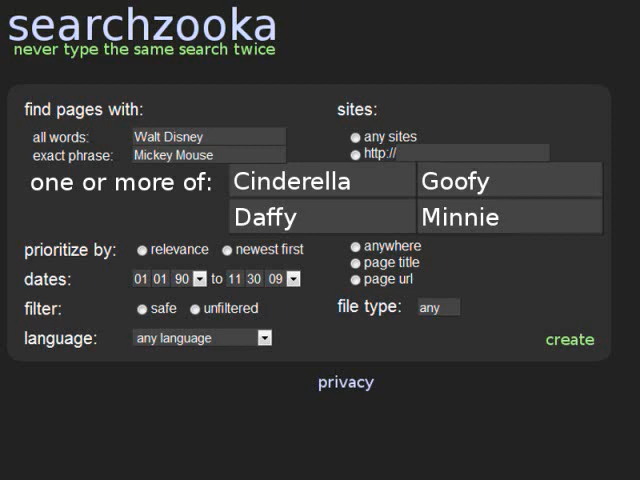 searchzooka
never type the same search twice
find pages with:
all words: Walt Disney
exact phrase: Mickey Mouse
one or more of: Cinderella Goofy
Daffy Minnie
sites:
any sites
http://
anywhere
page title
page url
prioritize by: relevance newest first
dates: 01 01 90 to 11 30 09
filter: safe unfiltered
file type: any
language: any language
create
privacy